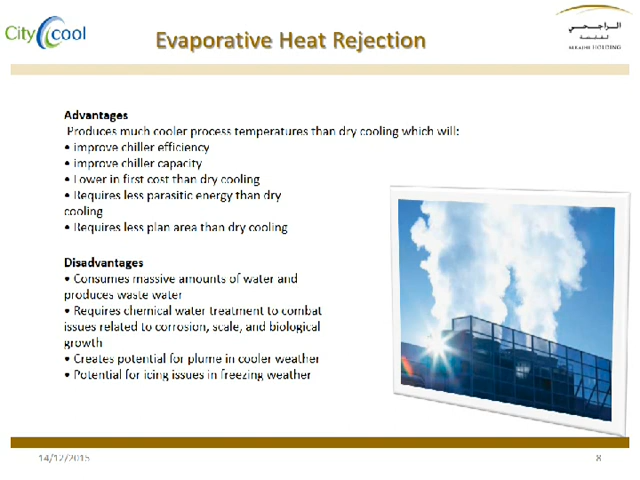 City cool
Evaporative Heat Rejection
الـراجـحـي
القابضة
ALRAJHI HOLDING
Advantages
Produces much cooler process temperatures than dry cooling which will:
• improve chiller efficiency
• improve chiller capacity
• Lower in first cost than dry cooling
• Requires less parasitic energy than dry
cooling
• Requires less plan area than dry cooling
Disadvantages
• Consumes massive amounts of water and
produces waste water
• Requires chemical water treatment to combat
issues related to corrosion, scale, and biological
growth
• Creates potential for plume in cooler weather
• Potential for icing issues in freezing weather
14/12/2015
8